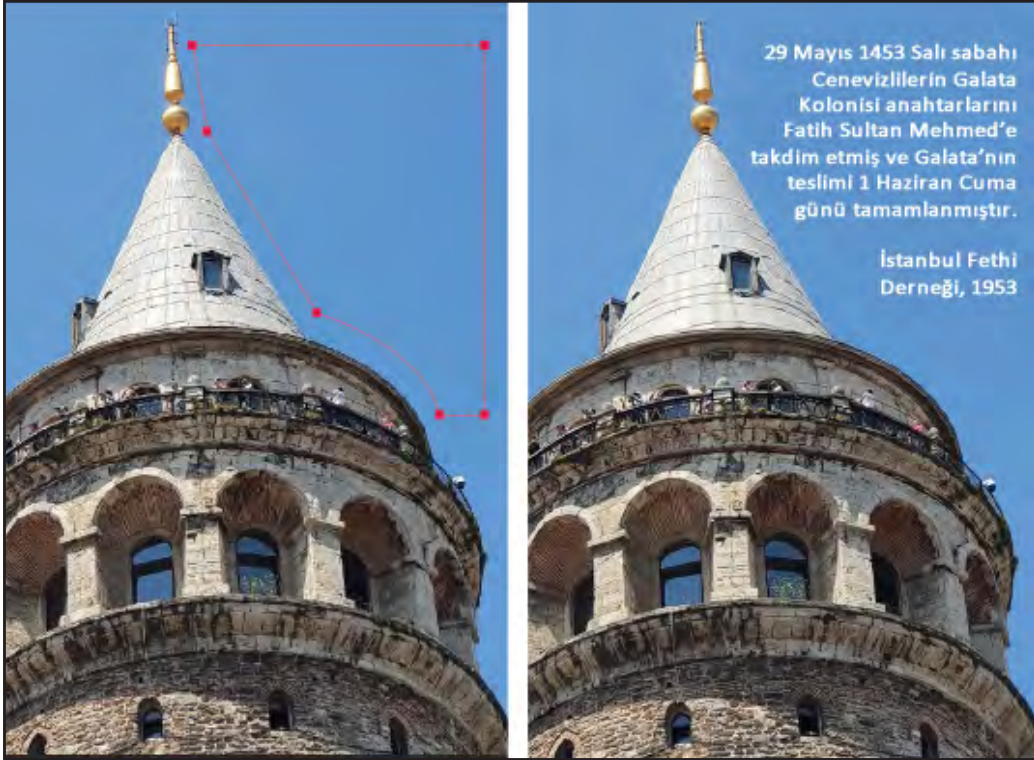 29 Mayıs 1453 Salı sabahı
Cenevizlilerin Galata
Kolonisi anahtarlarını
Fatih Sultan Mehmed’e
takdim etmiş ve Galata’nın
teslimi 1 Haziran Cuma
günü tamamlanmıştır.
İstanbul Fethi
Derneği, 1953